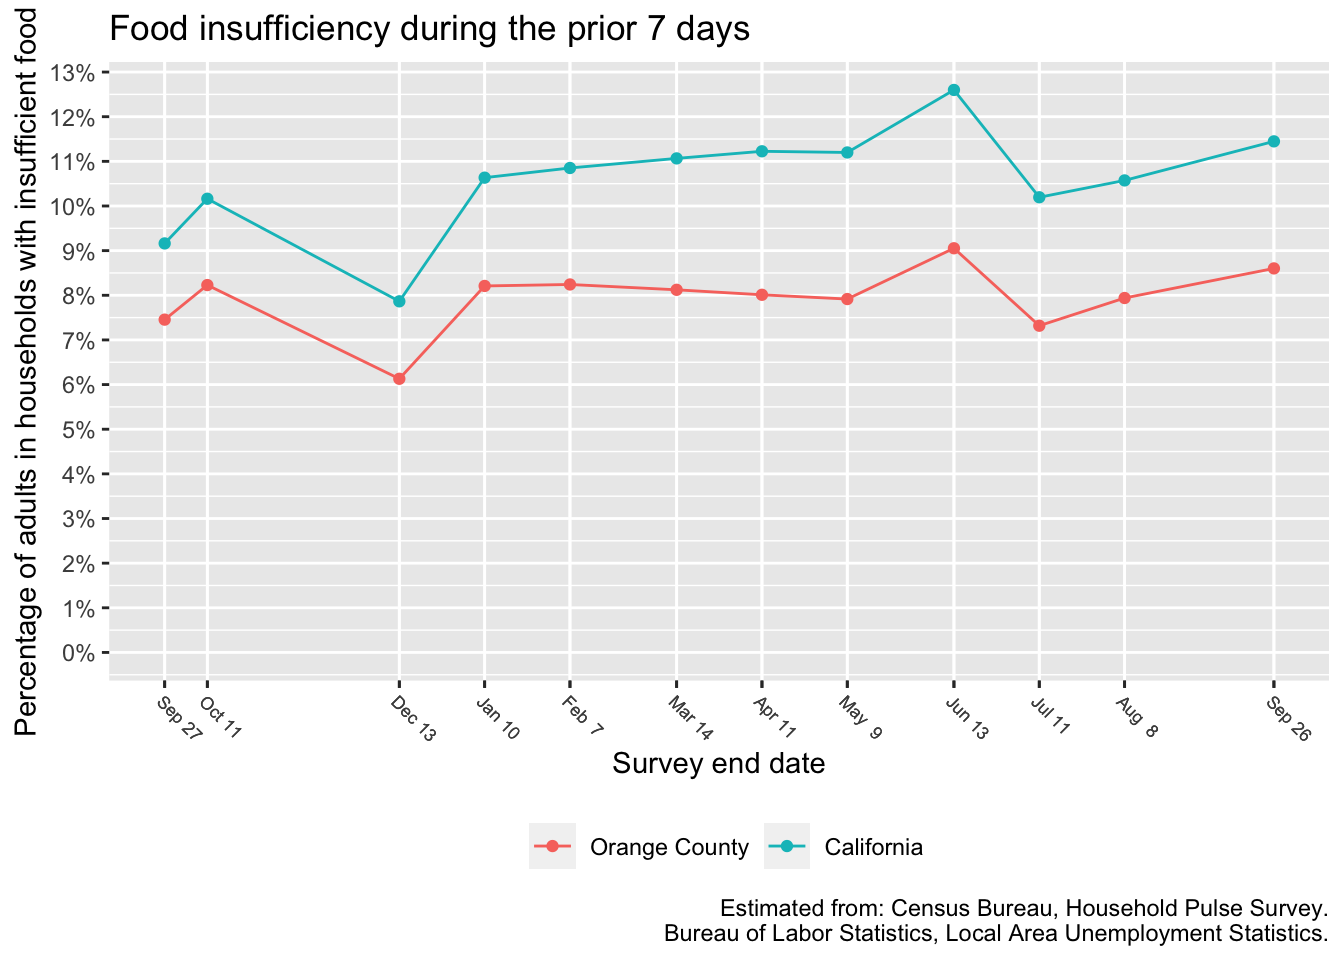 Food insufficiency during the prior 7 days
Percentage of adults in households with insufficient food
13%
12%
11%
10%
9%
8%
7%
6%
5%
4%
3%
2%
1%
0%
Sep 27
Oct 11
Dec 13
Jan 10
Feb 7
Mar 14
Apr 11
May 9
Jun 13
Jul 11
Aug 8
Sep 26
Survey end date
Orange County
California
Estimated from: Census Bureau, Household Pulse Survey.
Bureau of Labor Statistics, Local Area Unemployment Statistics.